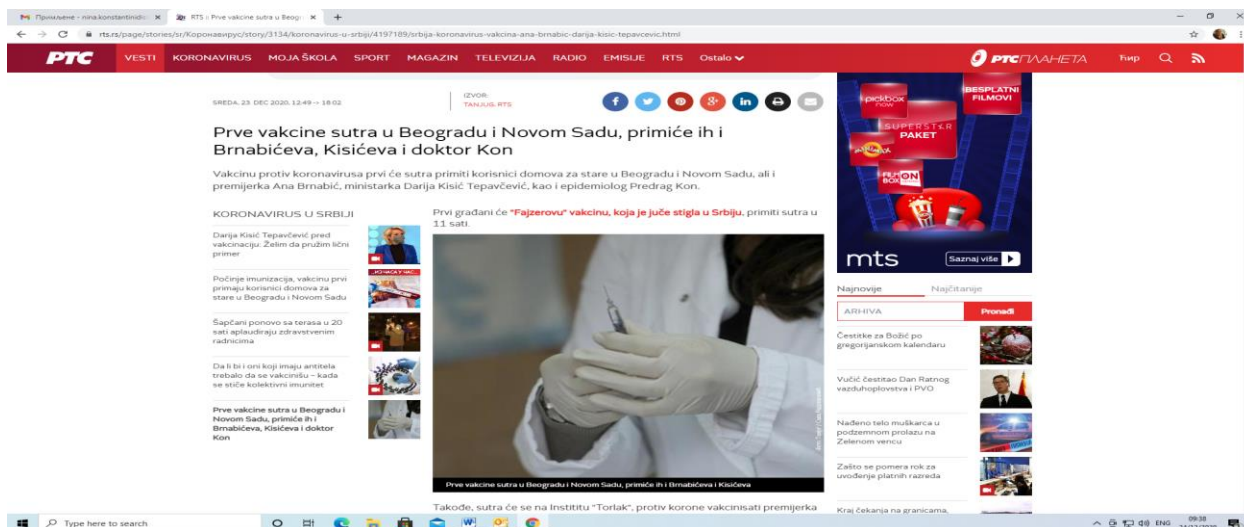 Примљене - nina.konstantinidi
RTS :: Prve vakcine sutra u Beogr
rts.rs/page/stories/sr/Коронавирус/story/3134/koronavirus-u-srbiji/4197189/srbija-koronavirus-vakcina-ana-brnabic-darija-kisic-tepavcevic.html
РТС VESTI KORONAVIRUS MOJA ŠKOLA SPORT MAGAZIN TELEVIZIJA RADIO EMISIJE RTS Ostalo РТС ПЛАНЕТА Ћир
SREDA, 23. DEC 2020, 12:49 -> 18:02
IZVOR:
TANJUG, RTS
Prve vakcine sutra u Beogradu i Novom Sadu, primiće ih i
Brnabićeva, Kisićeva i doktor Kon
Vakcinu protiv koronavirusa prvi će sutra primiti korisnici domova za stare u Beogradu i Novom Sadu, ali i
premijerka Ana Brnabić, ministarka Darija Kisić Tepavčević, kao i epidemiolog Predrag Kon.
KORONAVIRUS U SRBIJI
Darija Kisić Tepavčević pred
vakcinaciju: Želim da pružim lični
primer
Počinje imunizacija, vakcinu prvi
primaju korisnici domova za
stare u Beogradu i Novom Sadu
Šapčani ponovo sa terasa u 20
sati aplaudiraju zdravstvenim
radnicima
Da li bi i oni koji imaju antitela
trebalo da se vakcinišu – kada
se stiče kolektivni imunitet
Prve vakcine sutra u Beogradu i
Novom Sadu, primiće ih i
Brnabićeva, Kisićeva i doktor
Kon
Prvi građani će "Fajzerovu" vakcinu, koja je juče stigla u Srbiju, primiti sutra u
11 sati.
Prve vakcine sutra u Beogradu i Novom Sadu, primiće ih i Brnabićeva i Kisićeva
Takođe, sutra će se na Instititu "Torlak", protiv korone vakcinisati premijerka
pickbox
now
BESPLATNI
FILMOVI
SUPERSTAR
PAKET
FILM
BOX ON
mts
Saznaj više
Najnovije Najčitanije
ARHIVA Pronađi
Čestitke za Božić po
gregorijanskom kalendaru
Vučić čestitao Dan Ratnog
vazduhoplovstva i PVO
Nađeno telo muškarca u
podzemnom prolazu na
Zelenom vencu
Zašto se pomera rok za
uvođenje platnih razreda
Kraj čekanja na granicama,
Type here to search
ENG
09:38